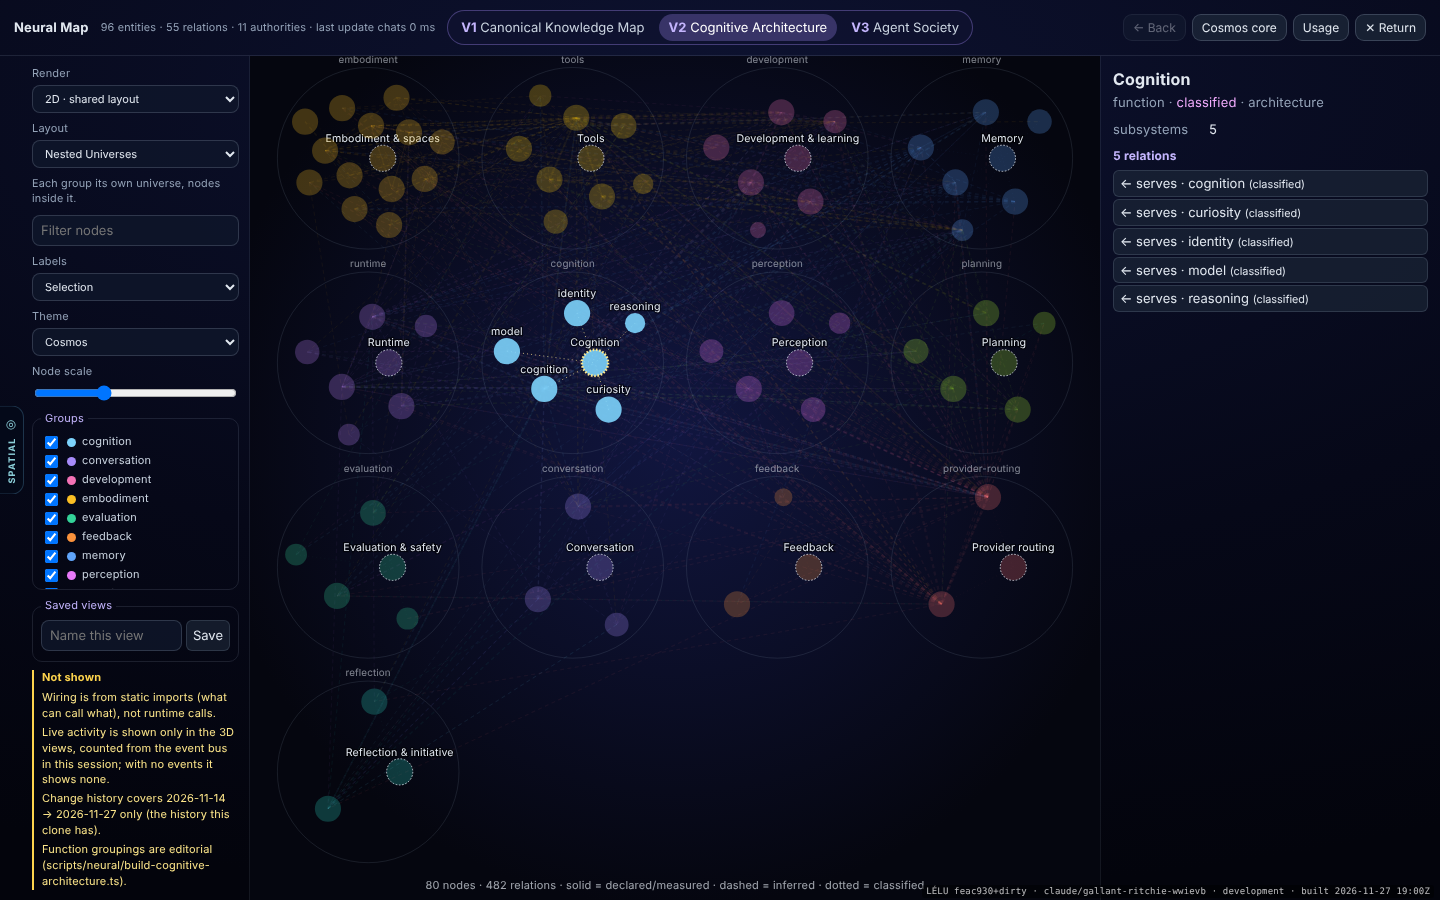 Neural Map
96 entities · 55 relations · 11 authorities · last update chats 0 ms
V1 Canonical Knowledge Map
V2 Cognitive Architecture
V3 Agent Society
← Back
Cosmos core
Usage
✕ Return
Render
2D · shared layout
Layout
Nested Universes
Each group its own universe, nodes
inside it.
Filter nodes
Labels
Selection
Theme
Cosmos
Node scale
SPATIAL ◎
Groups
cognition
conversation
development
embodiment
evaluation
feedback
memory
perception
Saved views
Name this view
Save
Not shown
Wiring is from static imports (what
can call what), not runtime calls.
Live activity is shown only in the 3D
views, counted from the event bus
in this session; with no events it
shows none.
Change history covers 2026-11-14
→ 2026-11-27 only (the history this
clone has).
Function groupings are editorial
(scripts/neural/build-cognitive-
architecture.ts).
embodiment
tools
development
memory
Embodiment & spaces
Tools
Development & learning
Memory
runtime
cognition
perception
planning
identity
reasoning
model
Runtime
Cognition
Perception
Planning
cognition
curiosity
evaluation
conversation
feedback
provider-routing
Evaluation & safety
Conversation
Feedback
Provider routing
reflection
Reflection & initiative
80 nodes · 482 relations · solid = declared/measured · dashed = inferred · dotted = classified
Cognition
function · classified · architecture
subsystems 5
5 relations
← serves · cognition (classified)
← serves · curiosity (classified)
← serves · identity (classified)
← serves · model (classified)
← serves · reasoning (classified)
LÉLU feac930+dirty · claude/gallant-ritchie-wwievb · development · built 2026-11-27 19:00Z